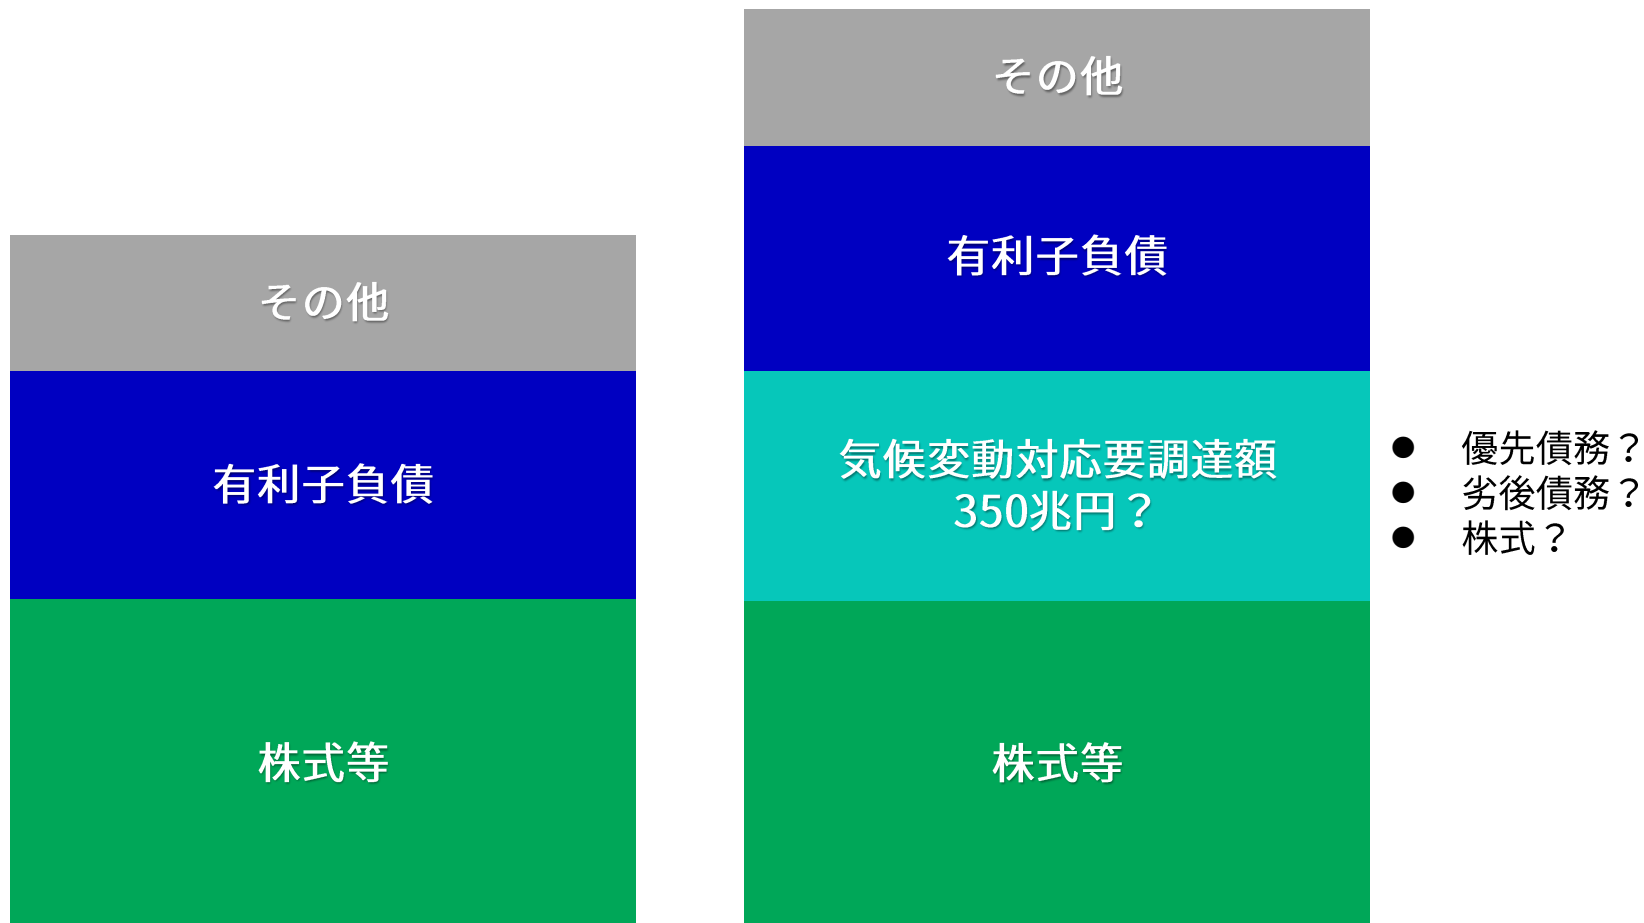 その他
有利子負債
株式等
その他
有利子負債
気候変動対応要調達額
350兆円？
株式等
● 優先債務？
● 劣後債務？
● 株式？